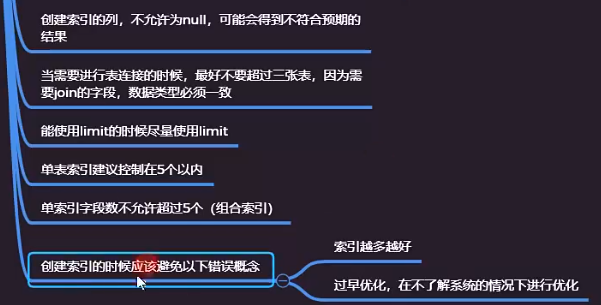 创建索引的列，不允许为null，可能会得到不符合预期的
结果
当需要进行表连接的时候，最好不要超过三张表，因为需
要join的字段，数据类型必须一致
能使用limit的时候尽量使用limit
单表索引建议控制在5个以内
单索引字段数不允许超过5个（组合索引）
创建索引的时候应该避免以下错误概念
索引越多越好
过早优化，在不了解系统的情况下进行优化